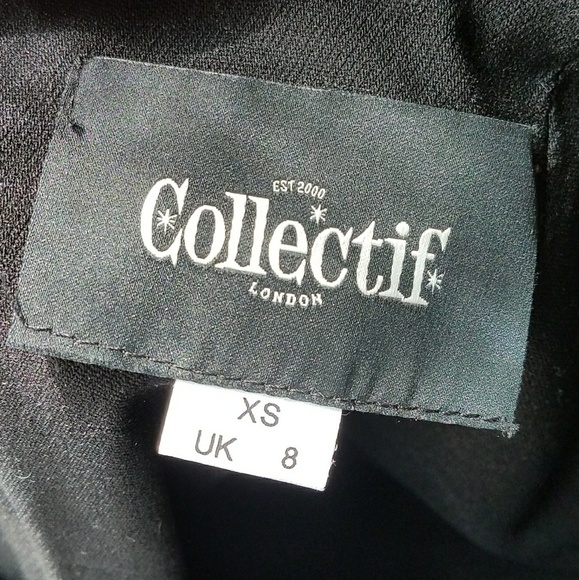 EST 2000
Collectif
LONDON
XS
UK 8